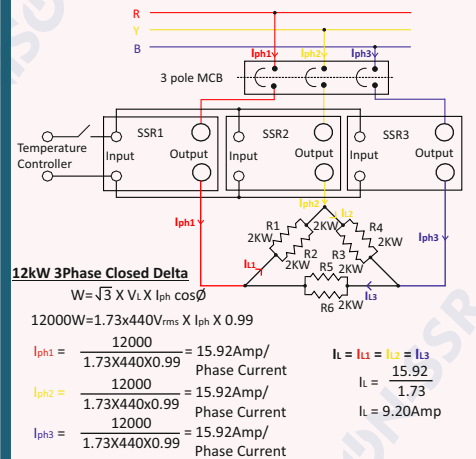 R
Y
B
Iph1
Iph2
Iph3
3 pole MCB
SSR1
SSR2
SSR3
Temperature
Controller
Input
Output
Input
Output
Input
Output
Iph1
Iph2
Iph3
IL2
R1
2KW
2KW
R4
2KW
R2
2KW
R3
2KW
IL1
R5
IL3
R6
2KW
12kW 3Phase Closed Delta
W=√3 X VL X Iph cosØ
12000W=1.73x440Vrms X Iph X 0.99
Iph1 = 12000 / 1.73X440X0.99 = 15.92Amp/
Phase Current
Iph2 = 12000 / 1.73X440x0.99 = 15.92Amp/
Phase Current
Iph3 = 12000 / 1.73X440X0.99 = 15.92Amp/
Phase Current
IL = IL1 = IL2 = IL3
IL = 15.92 / 1.73
IL = 9.20Amp